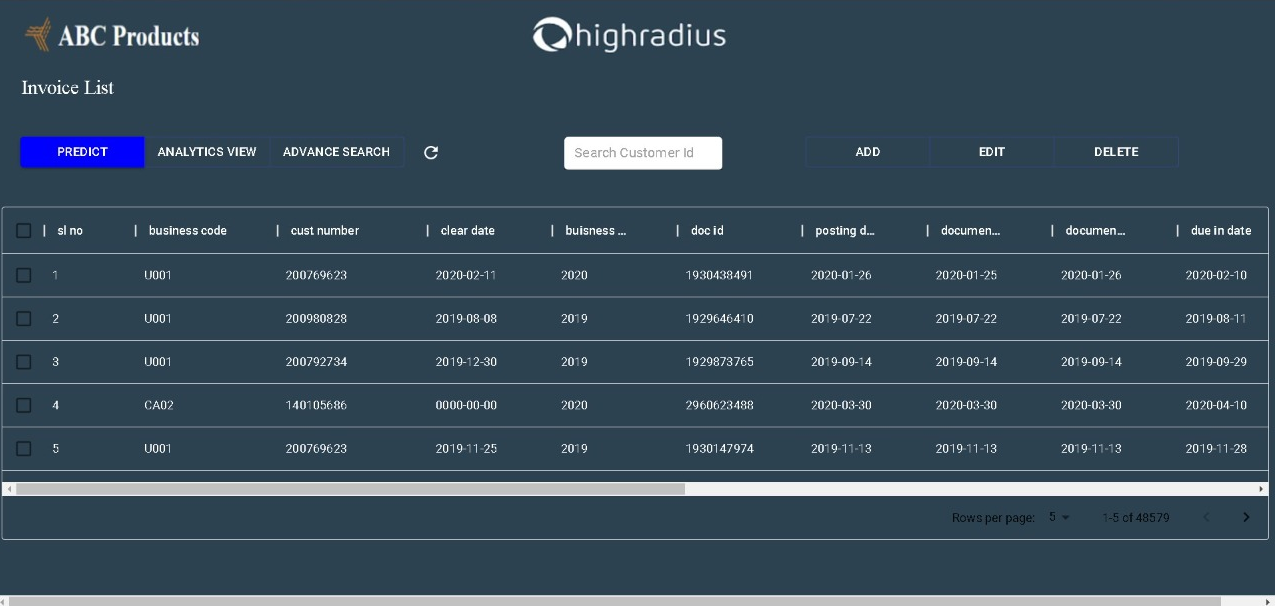 ABC Products highradius
Invoice List
PREDICT ANALYTICS VIEW ADVANCE SEARCH Search Customer Id ADD EDIT DELETE
sl no business code cust number clear date buisness ... doc id posting d... documen... documen... due in date
1 U001 200769623 2020-02-11 2020 1930438491 2020-01-26 2020-01-25 2020-01-26 2020-02-10
2 U001 200980828 2019-08-08 2019 1929646410 2019-07-22 2019-07-22 2019-07-22 2019-08-11
3 U001 200792734 2019-12-30 2019 1929873765 2019-09-14 2019-09-14 2019-09-14 2019-09-29
4 CA02 140105686 0000-00-00 2020 2960623488 2020-03-30 2020-03-30 2020-03-30 2020-04-10
5 U001 200769623 2019-11-25 2019 1930147974 2019-11-13 2019-11-13 2019-11-13 2019-11-28
Rows per page: 5 1-5 of 48579